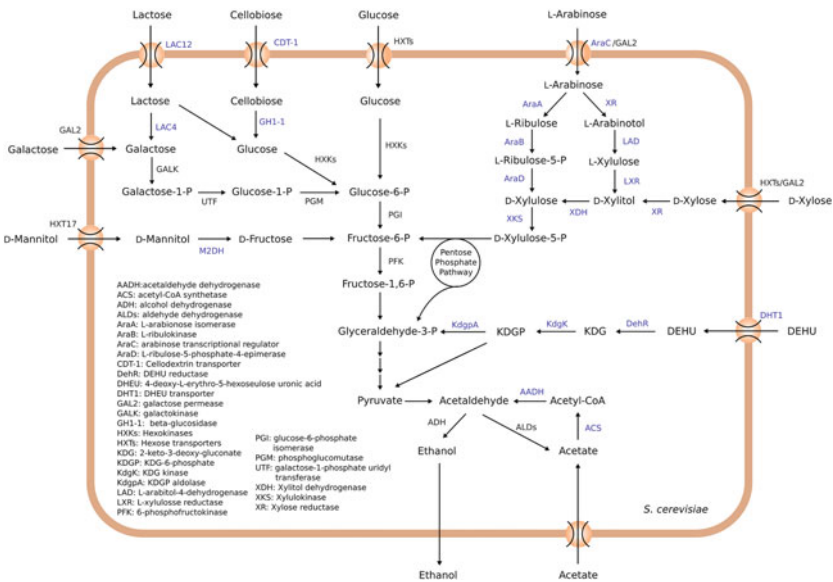 Lactose
Cellobiose
Glucose
L-Arabinose
LAC12
CDT-1
HXTs
AraC/GAL2
L-Arabinose
Lactose
Cellobiose
Glucose
AraA
XR
LAC4
GH1-1
L-Ribulose
L-Arabinotol
GAL2
HXKs
AraB
LAD
Galactose
Galactose
Glucose
L-Ribulose-5-P
L-Xylulose
GALK
HXKs
AraD
LXR
HXTs/GAL2
Galactose-1-P
UTF
Glucose-1-P
PGM
Glucose-6-P
D-Xylulose
XDH
D-Xylitol
XR
D-Xylose
D-Xylose
HXT17
PGI
XKS
D-Mannitol
D-Mannitol
M2DH
D-Fructose
Fructose-6-P
D-Xylulose-5-P
PFK
Pentose
Phosphate
Pathway
Fructose-1,6-P
DHT1
Glyceraldehyde-3-P
KdgpA
KDGP
KdgK
KDG
DehR
DEHU
DEHU
Pyruvate
Acetaldehyde
AADH
Acetyl-CoA
ADH
ALDs
ACS
Ethanol
Acetate
AADH:acetaldehyde dehydrogenase
ACS: acetyl-CoA synthetase
ADH: alcohol dehydrogenase
ALDs: aldehyde dehydrogenase
AraA: L-arabionose isomerase
AraB: L-ribulokinase
AraC: arabinose transcriptional regulator
AraD: L-ribulose-5-phosphate-4-epimerase
CDT-1: Cellodextrin transporter
DehR: DEHU reductase
DHEU: 4-deoxy-L-erythro-5-hexoseulose uronic acid
DHT1: DHEU transporter
GAL2: galactose permease
GALK: galactokinase
GH1-1: beta-glucosidase
HXKs: Hexokinases
HXTs: Hexose transporters
KDG: 2-keto-3-deoxy-gluconate
KDGP: KDG-6-phosphate
KdgK: KDG kinase
KdgpA: KDGP aldolase
LAD: L-arabitol-4-dehydrogenase
LXR: L-xylulosse reductase
PFK: 6-phosphofructokinase
PGI: glucose-6-phosphate
isomerase
PGM: phosphoglucomutase
UTF: galactose-1-phosphate uridyl
transferase
XDH: Xylitol dehydrogenase
XKS: Xylulokinase
XR: Xylose reductase
S. cerevisiae
Ethanol
Acetate